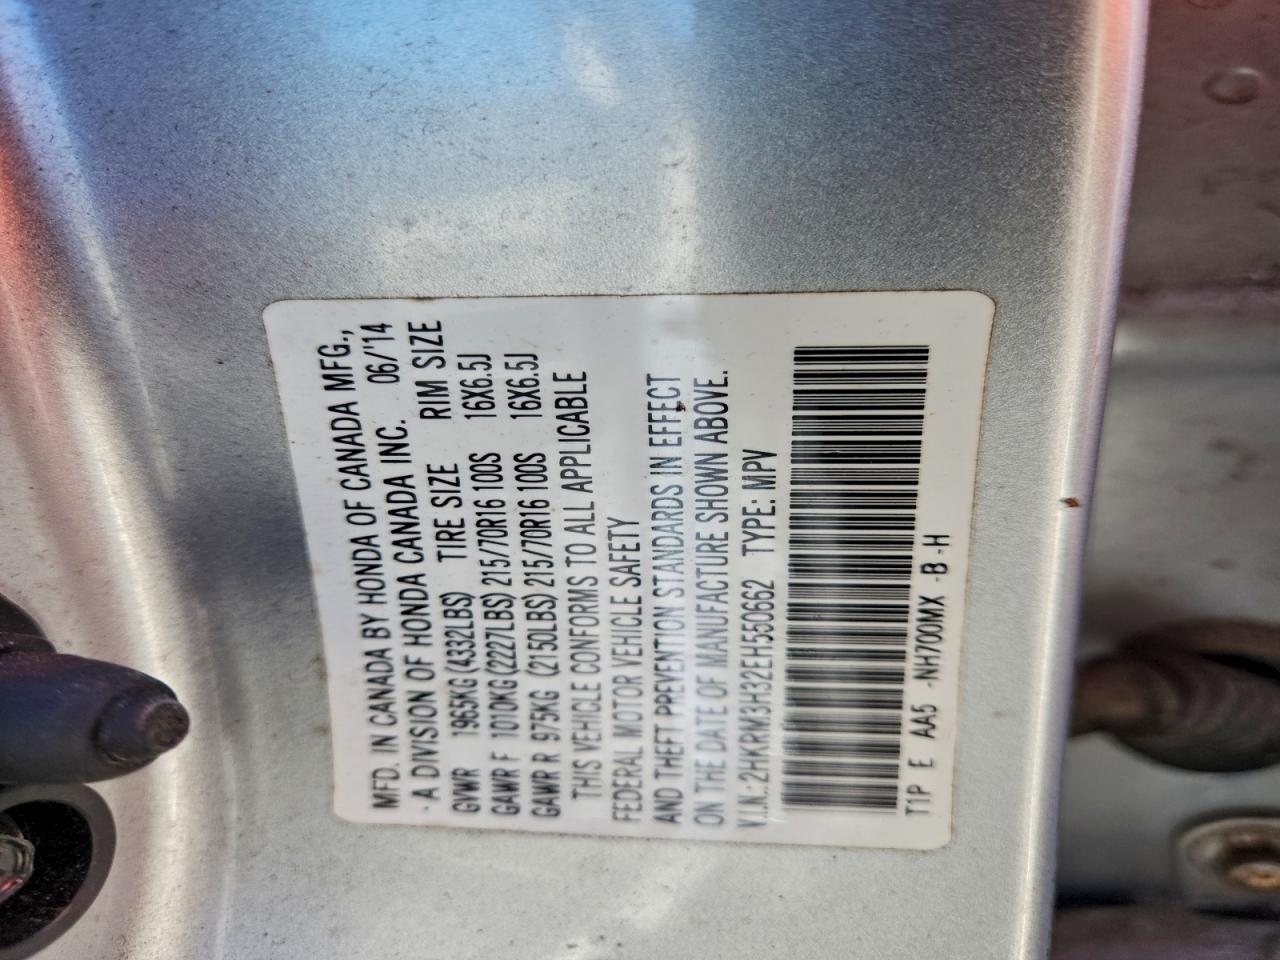 MFD. IN CANADA BY HONDA OF CANADA MFG.,
A DIVISION OF HONDA CANADA INC. 06/'14
GVWR 1965KG(4332LBS) TIRE SIZE RIM SIZE
GAWR F 1010KG(2227LBS) 215/70R16 100S 16X6.5J
GAWR R 975KG (2150LBS) 215/70R16 100S 16X6.5J
THIS VEHICLE CONFORMS TO ALL APPLICABLE
FEDERAL MOTOR VEHICLE SAFETY
AND THEFT PREVENTION STANDARDS IN EFFECT
ON THE DATE OF MANUFACTURE SHOWN ABOVE.
V.I.N.:2HKRM3H32EH550662 TYPE: MPV
T1P E AA5 -NH700MX -B -H